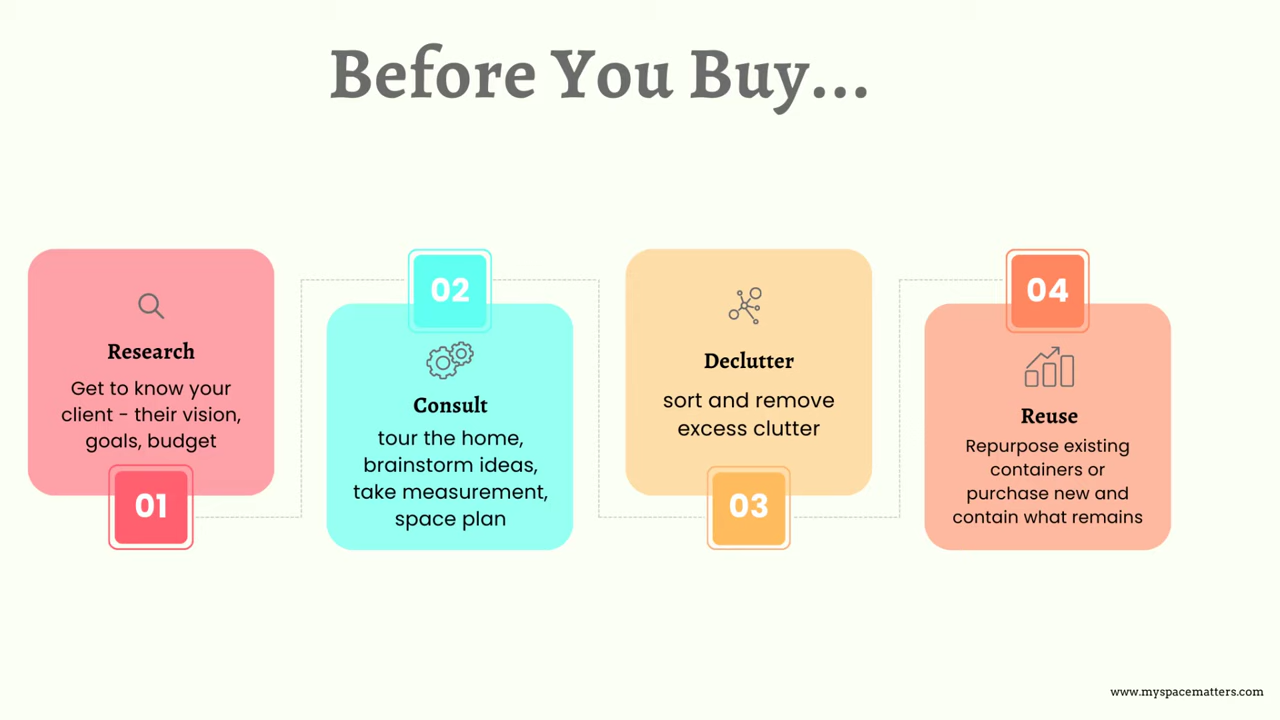 Before You Buy...
Research
Get to know your
client - their vision,
goals, budget
01
02
Consult
tour the home,
brainstorm ideas,
take measurement,
space plan
Declutter
sort and remove
excess clutter
03
04
Reuse
Repurpose existing
containers or
purchase new and
contain what remains
www.myspacematters.com